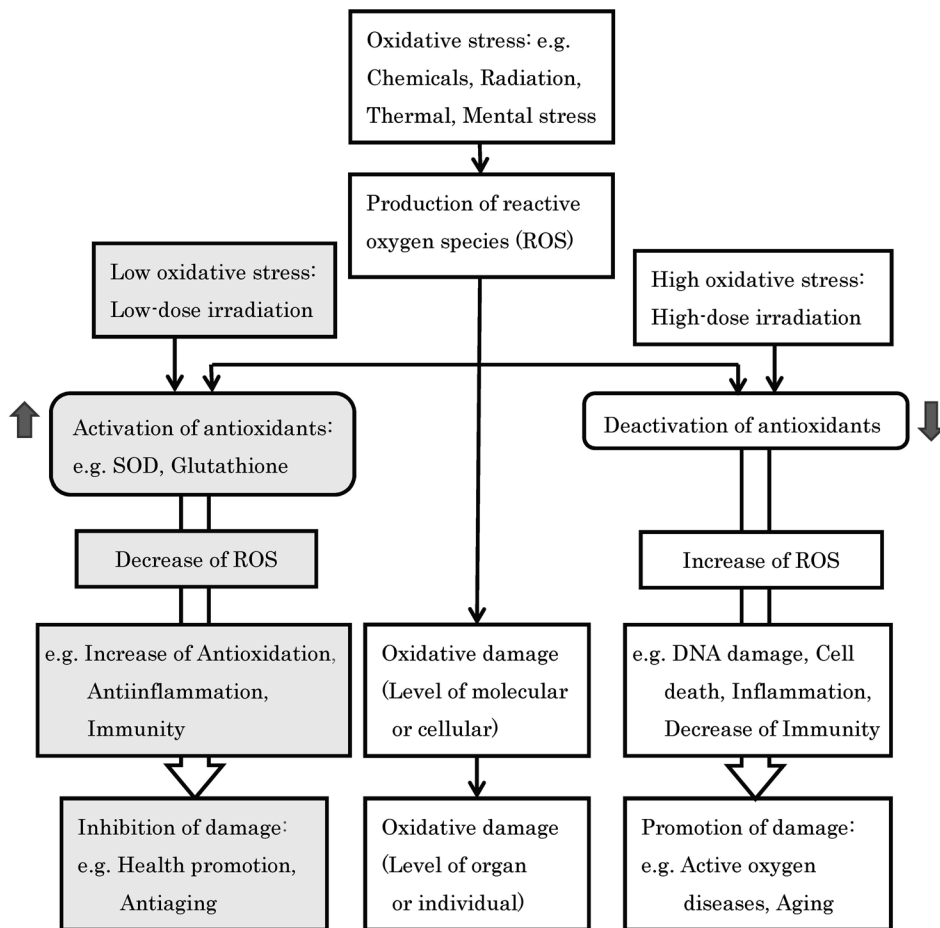 Oxidative stress: e.g.
Chemicals, Radiation,
Thermal, Mental stress
Production of reactive
oxygen species (ROS)
Low oxidative stress:
Low-dose irradiation
High oxidative stress:
High-dose irradiation
Activation of antioxidants:
e.g. SOD, Glutathione
Deactivation of antioxidants
Decrease of ROS
Increase of ROS
e.g. Increase of Antioxidation,
Antiinflammation,
Immunity
Oxidative damage
(Level of molecular
or cellular)
e.g. DNA damage, Cell
death, Inflammation,
Decrease of Immunity
Inhibition of damage:
e.g. Health promotion,
Antiaging
Oxidative damage
(Level of organ
or individual)
Promotion of damage:
e.g. Active oxygen
diseases, Aging